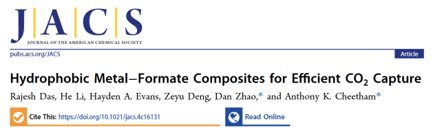 J|A|C|S
JOURNAL OF THE AMERICAN CHEMICAL SOCIETY
pubs.acs.org/JACS
Article
Hydrophobic Metal−Formate Composites for Efficient CO₂ Capture
Rajesh Das, He Li, Hayden A. Evans, Zeyu Deng, Dan Zhao,* and Anthony K. Cheetham*
Cite This: https://doi.org/10.1021/jacs.4c16131
Read Online